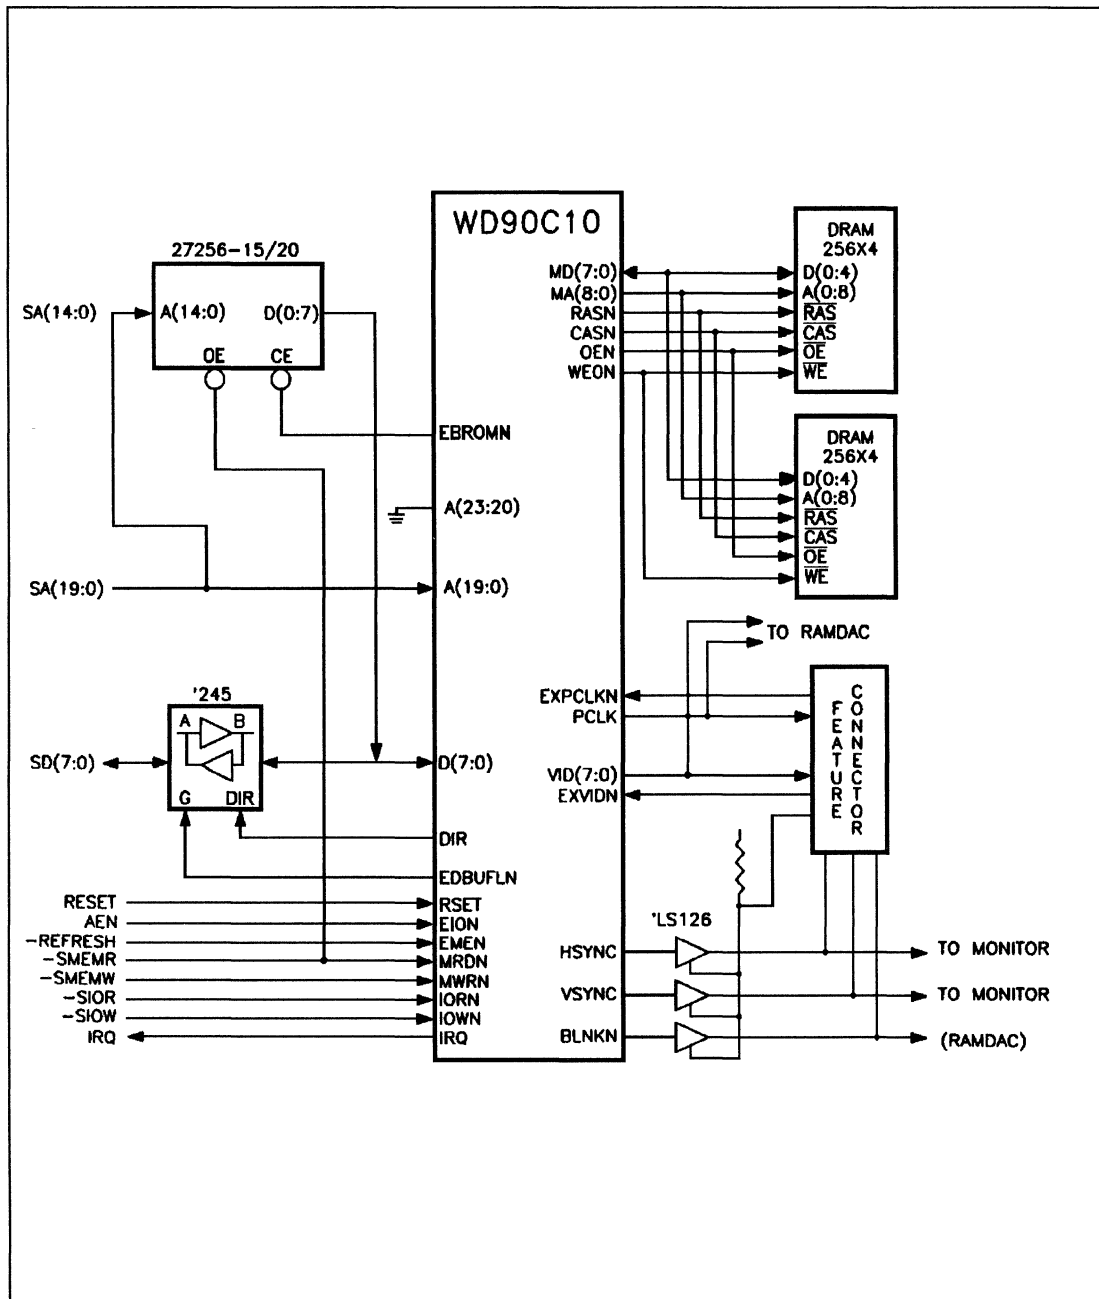 WD90C10
27256-15/20
SA(14:0)
A(14:0)
D(0:7)
OE
CE
EBROMN
A(23:20)
SA(19:0)
A(19:0)
'245
A
B
G
DIR
SD(7:0)
D(7:0)
DIR
EDBUFLN
RESET
RSET
AEN
EION
-REFRESH
EMEN
-SMEMR
MRDN
-SMEMW
MWRN
-SIOR
IORN
-SIOW
IOWN
IRQ
IRQ
MD(7:0)
MA(8:0)
RASN
CASN
OEN
WE0N
DRAM
256X4
D(0:4)
A(0:8)
RAS
CAS
OE
WE
DRAM
256X4
D(0:4)
A(0:8)
RAS
CAS
OE
WE
TO RAMDAC
EXPCLKN
PCLK
VID(7:0)
EXVIDN
FEATURE
CONNECTOR
'LS126
HSYNC
TO MONITOR
VSYNC
TO MONITOR
BLNKN
(RAMDAC)